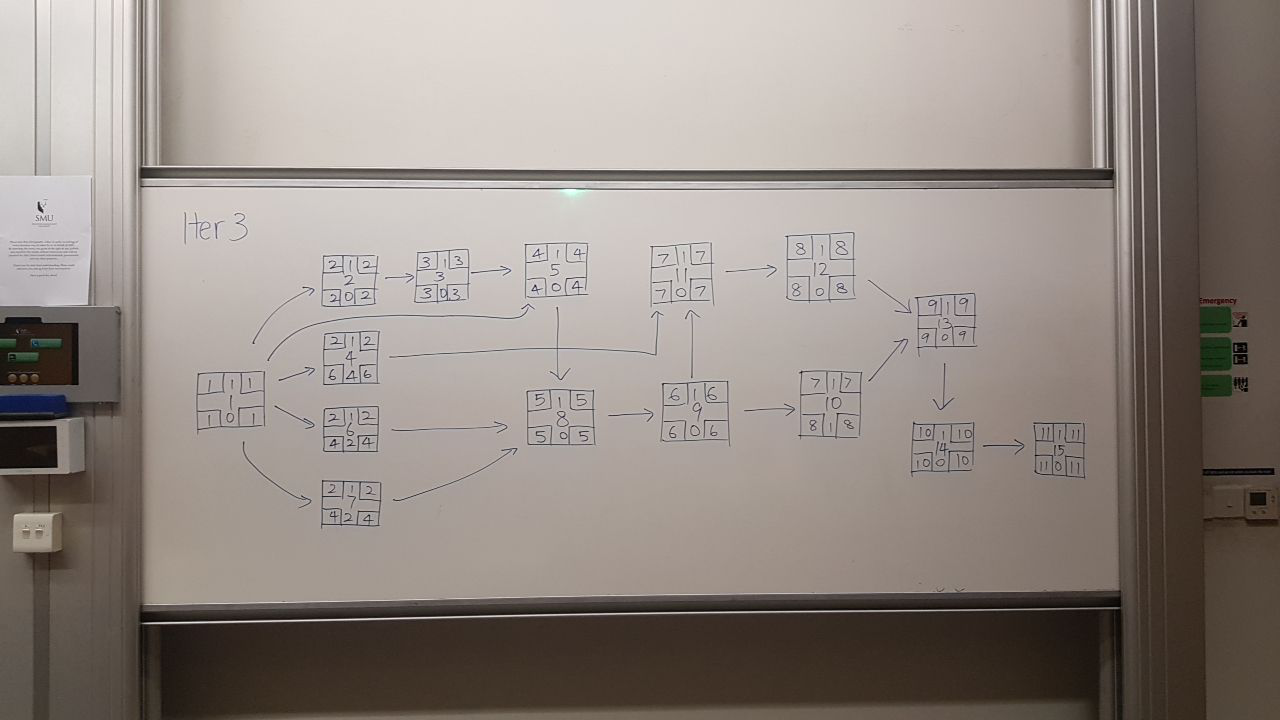 Iter 3
2 1 2
2
2 0 2
3 1 3
3
3 0 3
4 1 4
5
4 0 4
7 1 7
11
7 0 7
8 1 8
12
8 0 8
2 1 2
4
6 4 6
9 1 9
13
9 0 9
1 1 1
1
1 0 1
2 1 2
6
4 2 4
5 1 5
8
5 0 5
6 1 6
9
6 0 6
7 1 7
10
8 1 8
10 1 10
14
10 0 10
11 1 11
15
11 0 11
2 1 2
7
4 2 4
SMU
Emergency